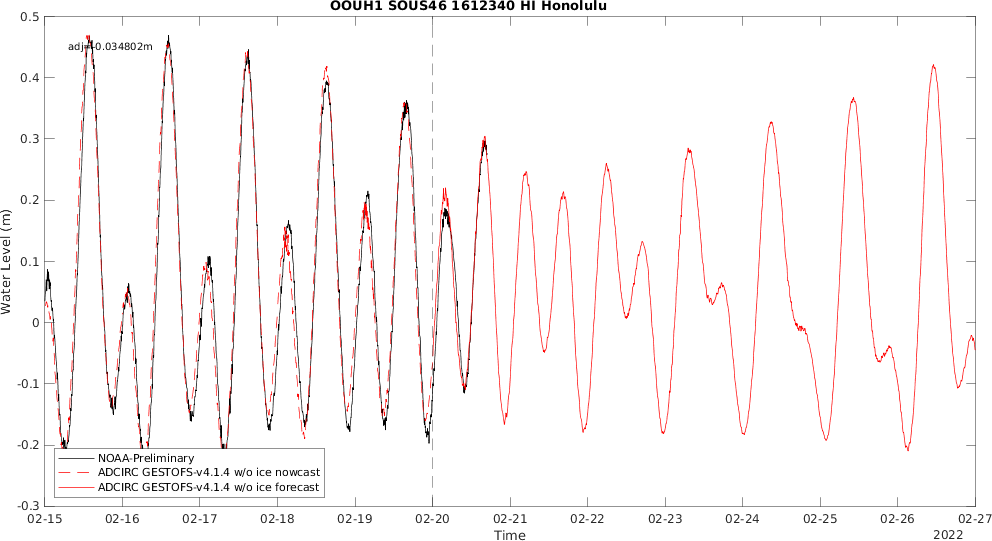 OOUH1 SOUS46 1612340 HI Honolulu
0.5
0.4
0.3
0.2
0.1
0
-0.1
-0.2
-0.3
Water Level (m)
adj=-0.034802m
NOAA-Preliminary
ADCIRC GESTOFS-v4.1.4 w/o ice nowcast
ADCIRC GESTOFS-v4.1.4 w/o ice forecast
02-15 02-16 02-17 02-18 02-19 02-20 02-21 02-22 02-23 02-24 02-25 02-26 02-27
Time
2022